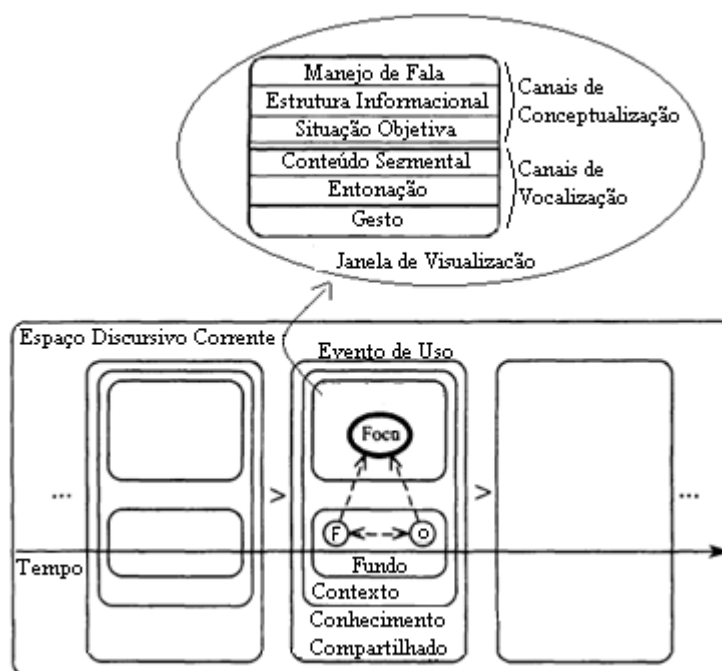 Manejo de Fala
Estrutura Informacional
Situação Objetiva
Canais de
Conceptualização
Conteúdo Segmental
Entonação
Gesto
Canais de
Vocalização
Janela de Visualização
Espaço Discursivo Corrente
Evento de Uso
Foco
...
>
>
...
F
O
Tempo
Fundo
Contexto
Conhecimento
Compartilhado